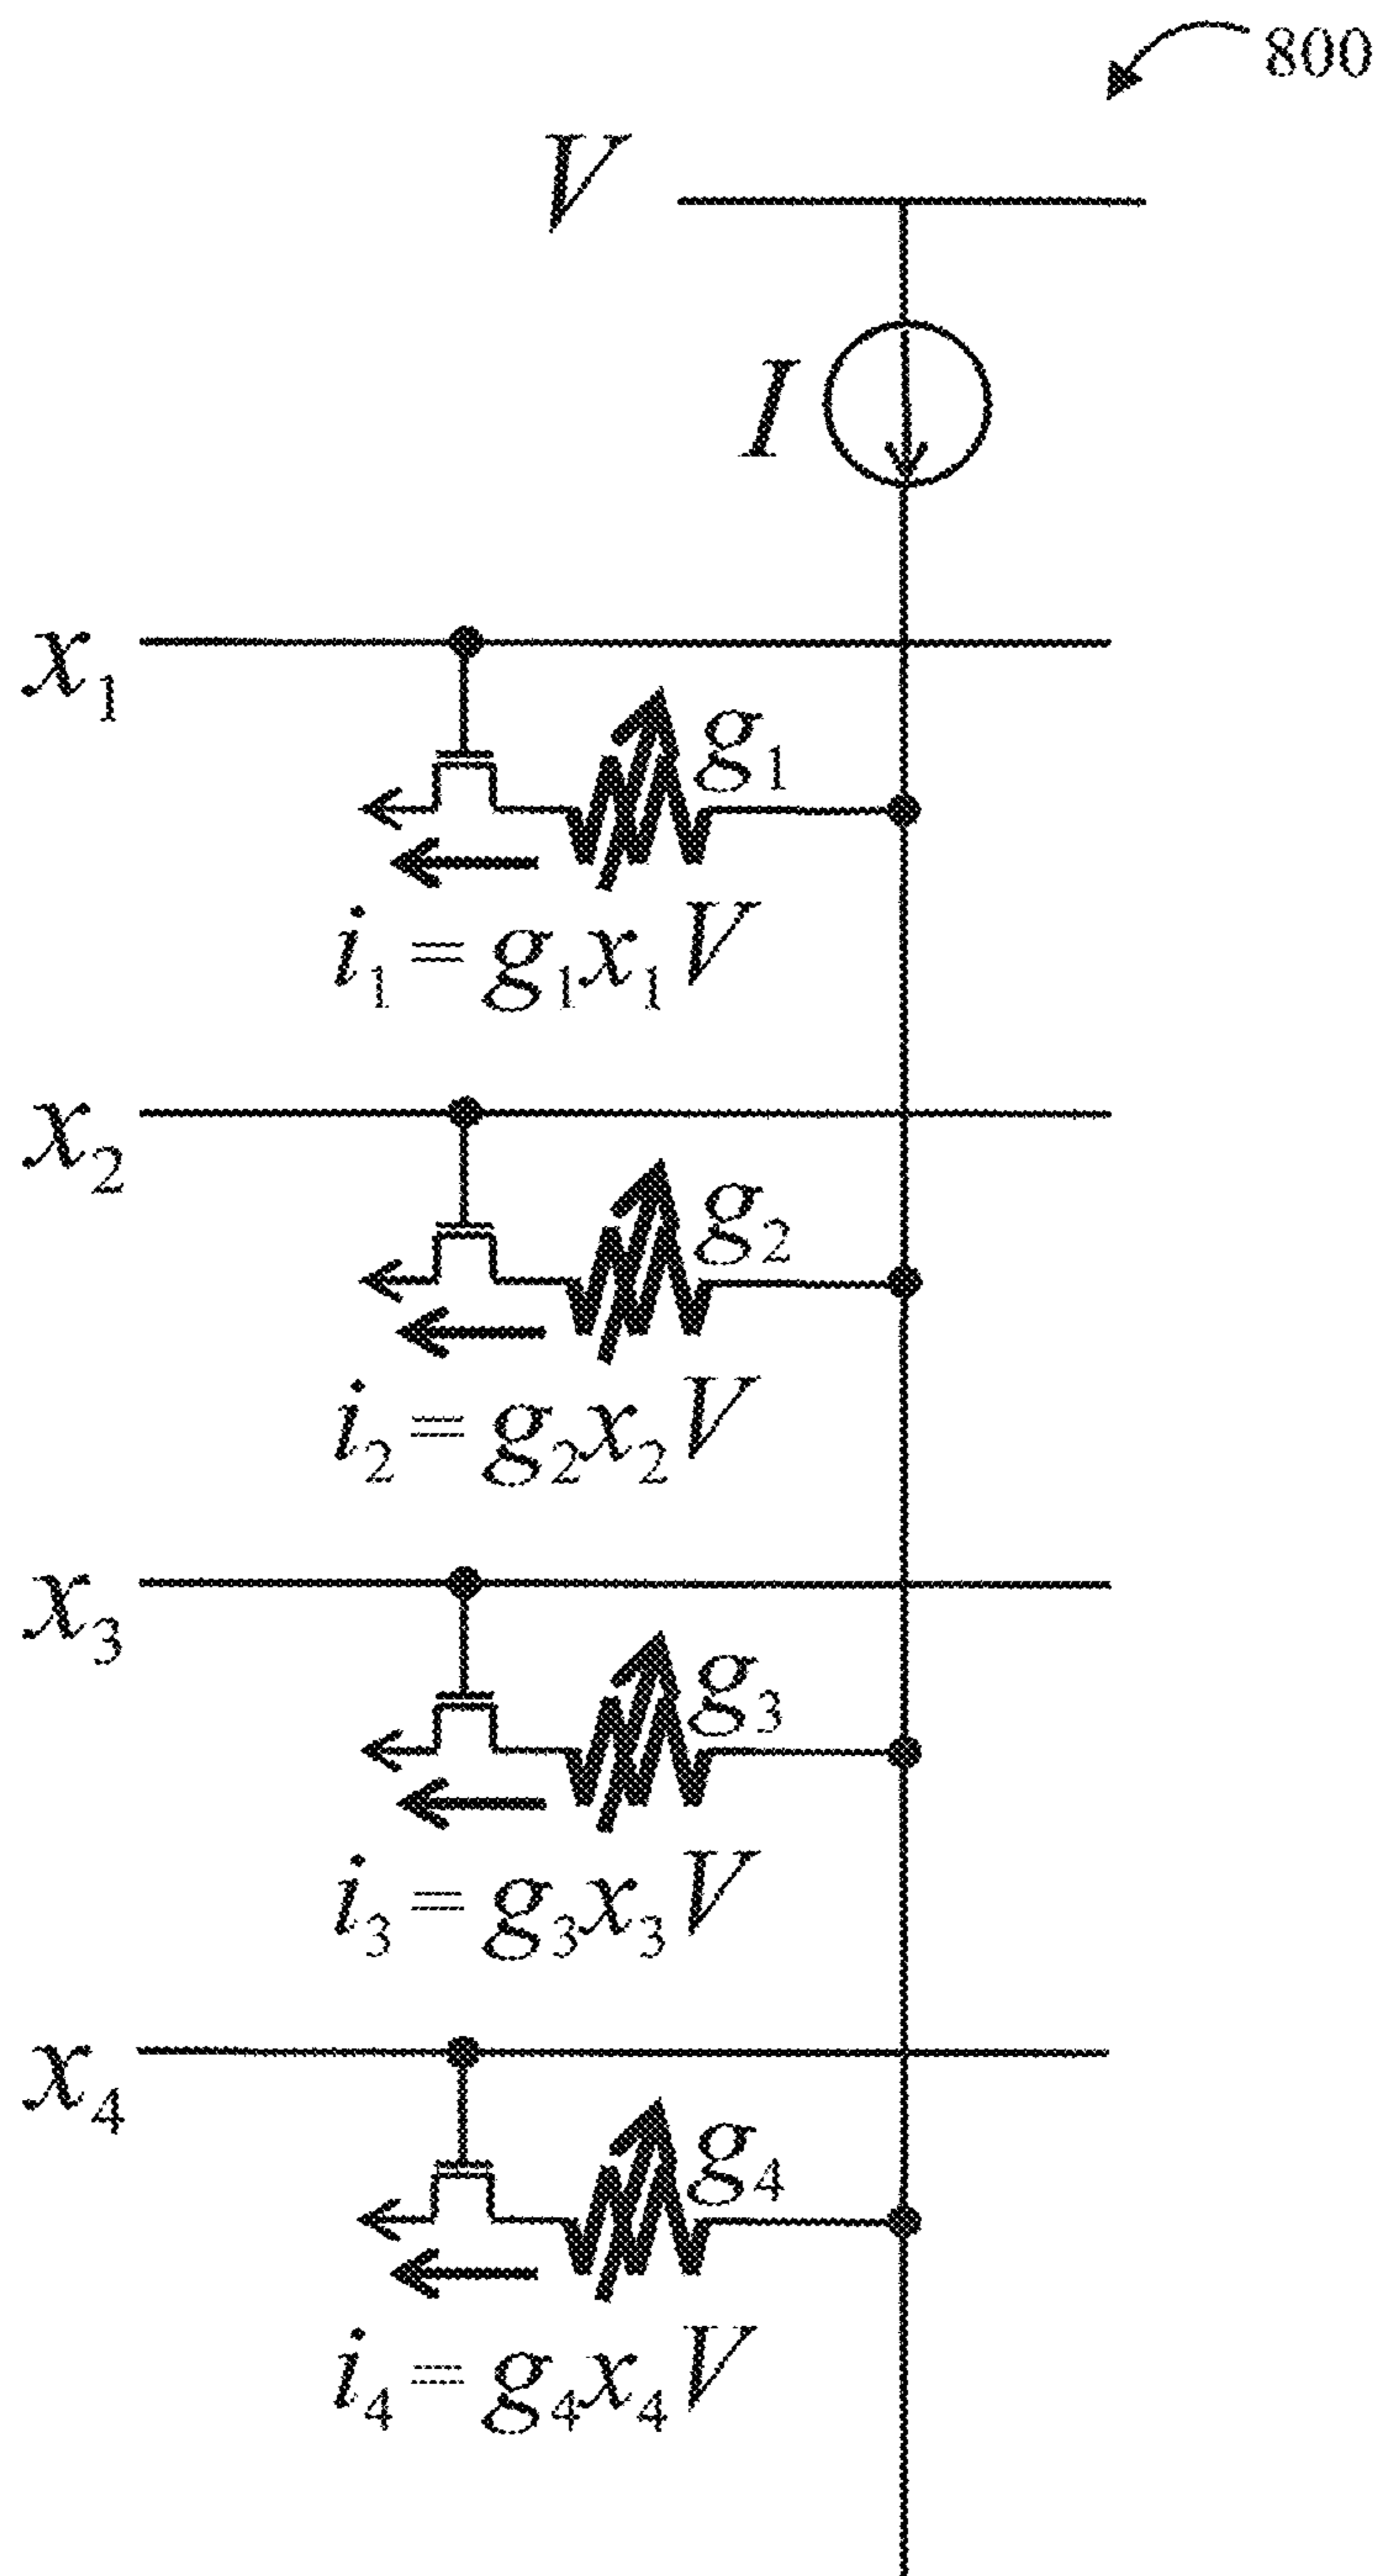 800
V
I
x₁
g₁
i₁ = g₁x₁V
x₂
g₂
i₂ = g₂x₂V
x₃
g₃
i₃ = g₃x₃V
x₄
g₄
i₄ = g₄x₄V